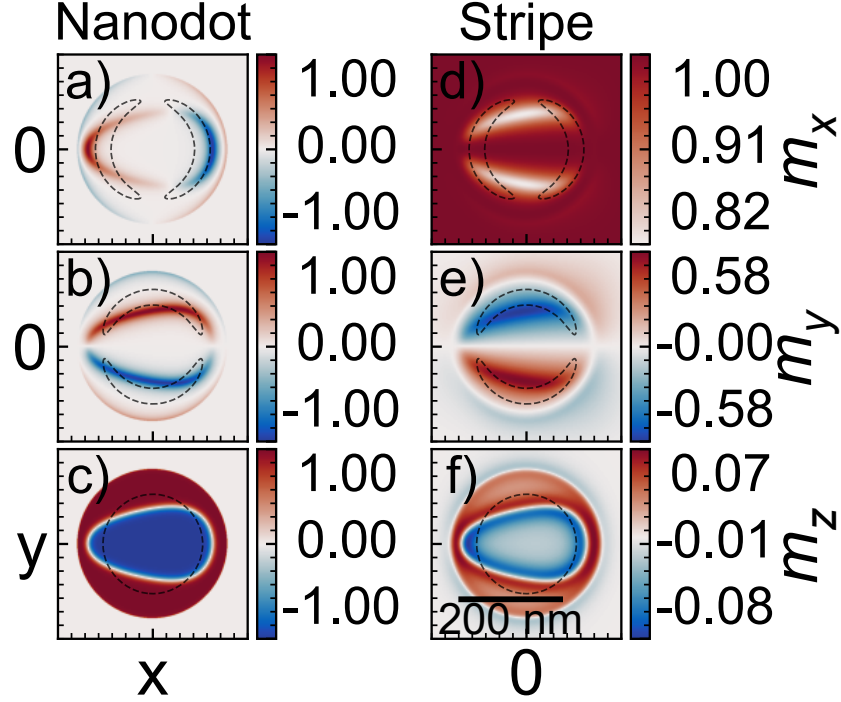 Nanodot Stripe
a) 1.00 d) 1.00
0 0.00 0.91 m_x
-1.00 0.82
b) 1.00 e) 0.58
0 0.00 -0.00 m_y
-1.00 -0.58
c) 1.00 f) 0.07
y 0.00 -0.01 m_z
-1.00 200 nm -0.08
x 0